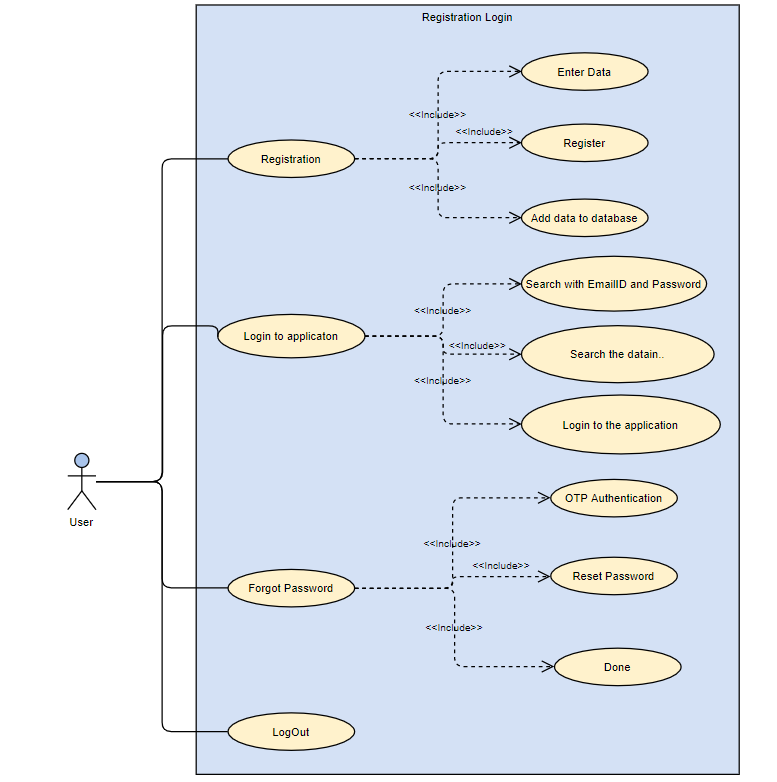 Registration Login
Enter Data
<<Include>>
<<Include>>
Register
Registration
<<Include>>
Add data to database
Search with EmailID and Password
<<Include>>
Login to applicaton
<<Include>>
Search the datain..
<<Include>>
Login to the application
OTP Authentication
User
<<Include>>
<<Include>>
Reset Password
Forgot Password
<<Include>>
Done
LogOut